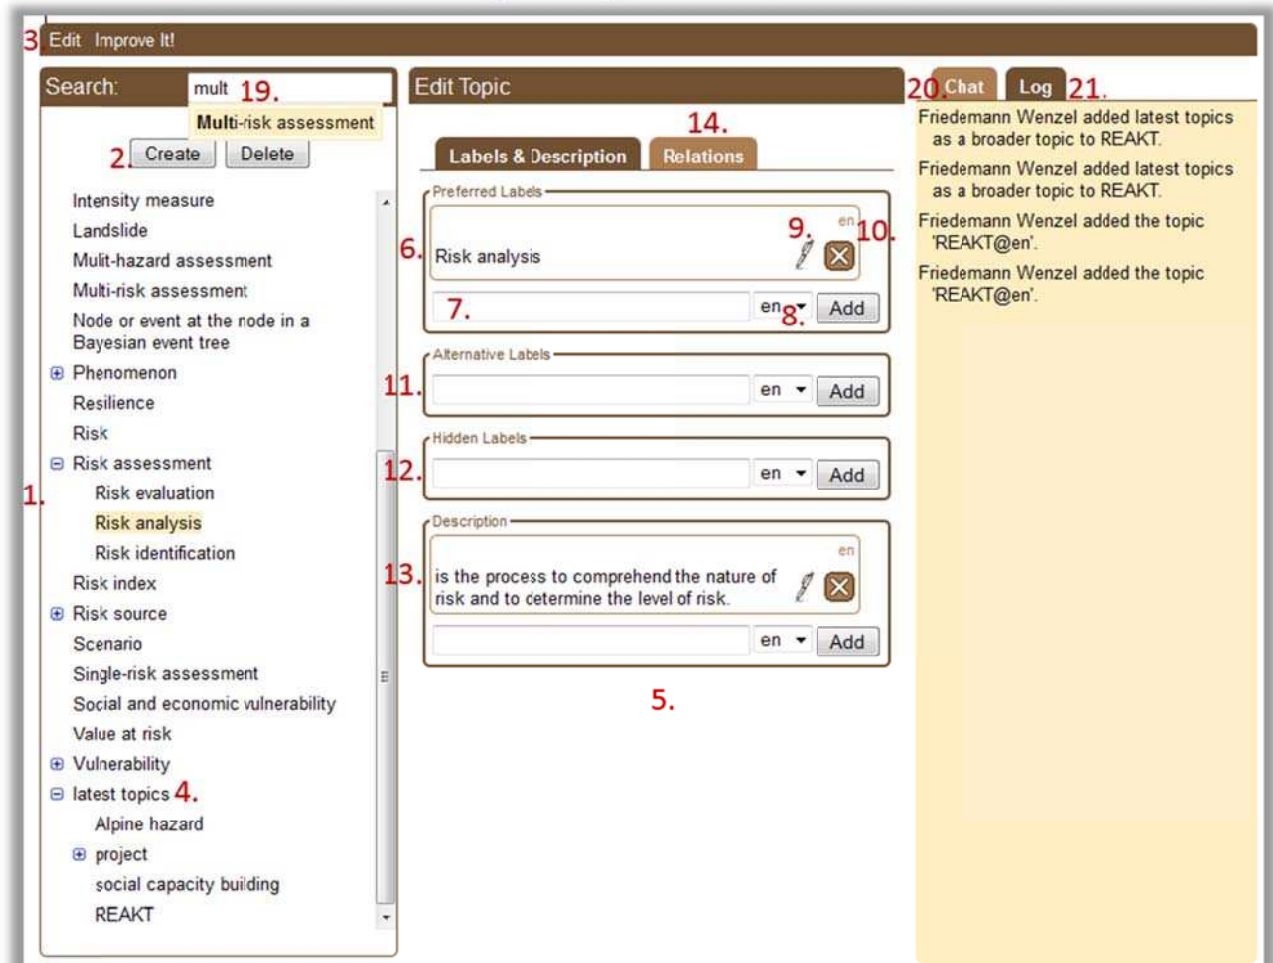 3. Edit Improve It!
Search: mult 19.
Multi-risk assessment
2. Create Delete
Intensity measure
Landslide
Mulit-hazard assessment
Multi-risk assessment
Node or event at the node in a
Bayesian event tree
Phenomenon
Resilience
Risk
Risk assessment
1.
Risk evaluation
Risk analysis
Risk identification
Risk index
Risk source
Scenario
Single-risk assessment
Social and economic vulnerability
Value at risk
Vulnerability
latest topics 4.
Alpine hazard
project
social capacity building
REAKT
Edit Topic
14.
Labels & Description Relations
Preferred Labels
en
6. Risk analysis 9. 10.
7. en 8. Add
Alternative Labels
11. en Add
Hidden Labels
12. en Add
Description
en
13. is the process to comprehend the nature of
risk and to determine the level of risk.
en Add
5.
20. Chat Log 21.
Friedemann Wenzel added latest topics
as a broader topic to REAKT.
Friedemann Wenzel added latest topics
as a broader topic to REAKT.
Friedemann Wenzel added the topic
'REAKT@en'.
Friedemann Wenzel added the topic
'REAKT@en'.